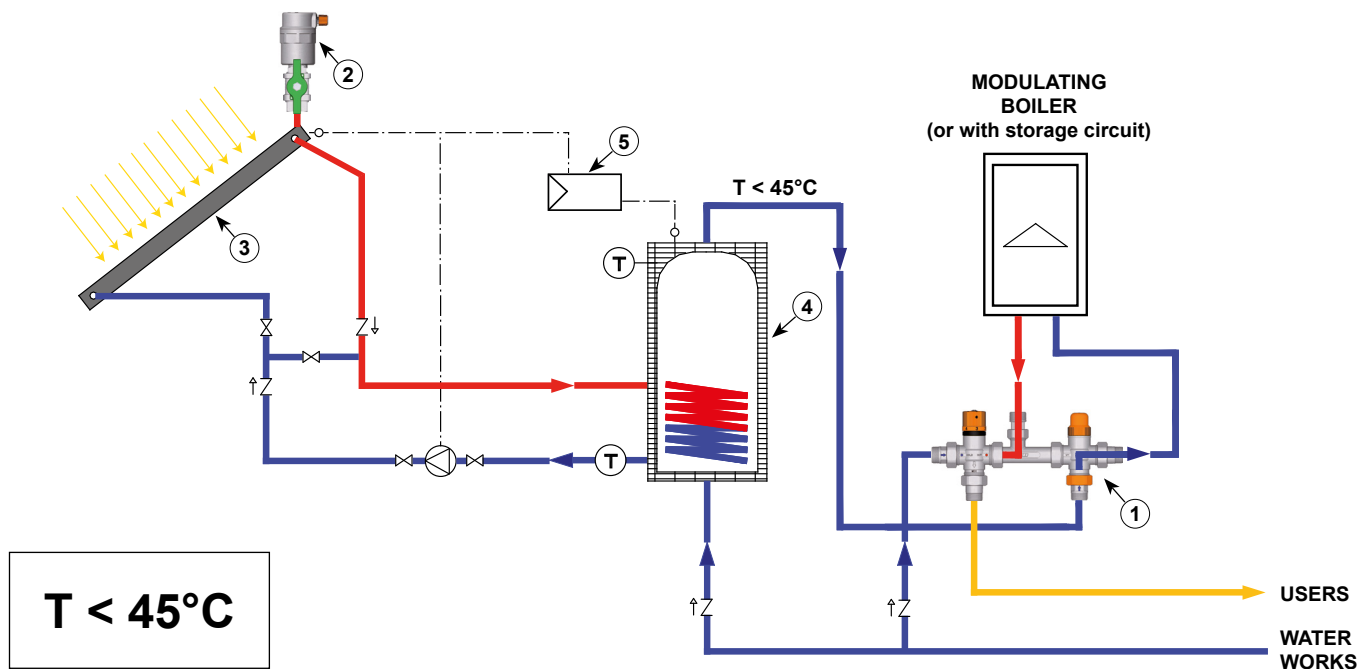 2
MODULATING
BOILER
(or with storage circuit)
5
T < 45°C
3
T
4
T
1
T < 45°C
USERS
WATER
WORKS